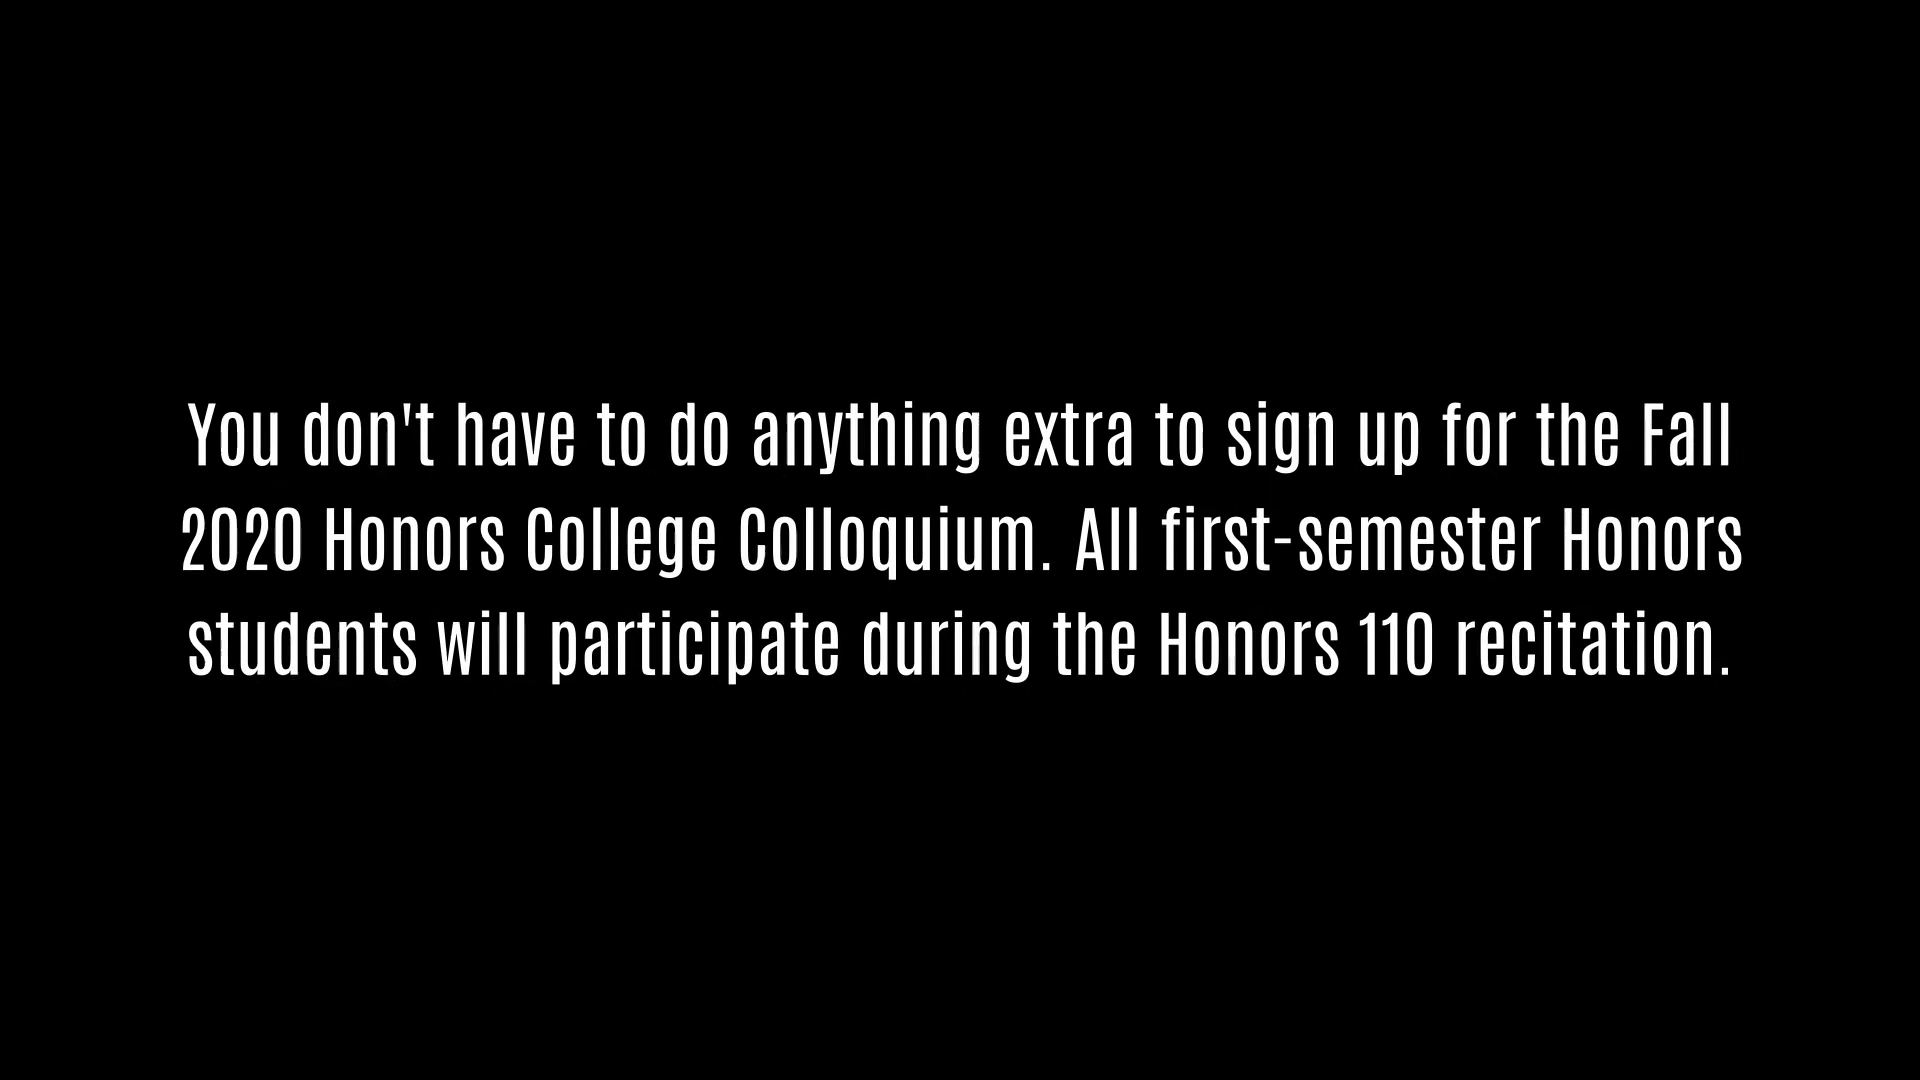 You don't have to do anything extra to sign up for the Fall
2020 Honors College Colloquium. All first-semester Honors
students will participate during the Honors 110 recitation.